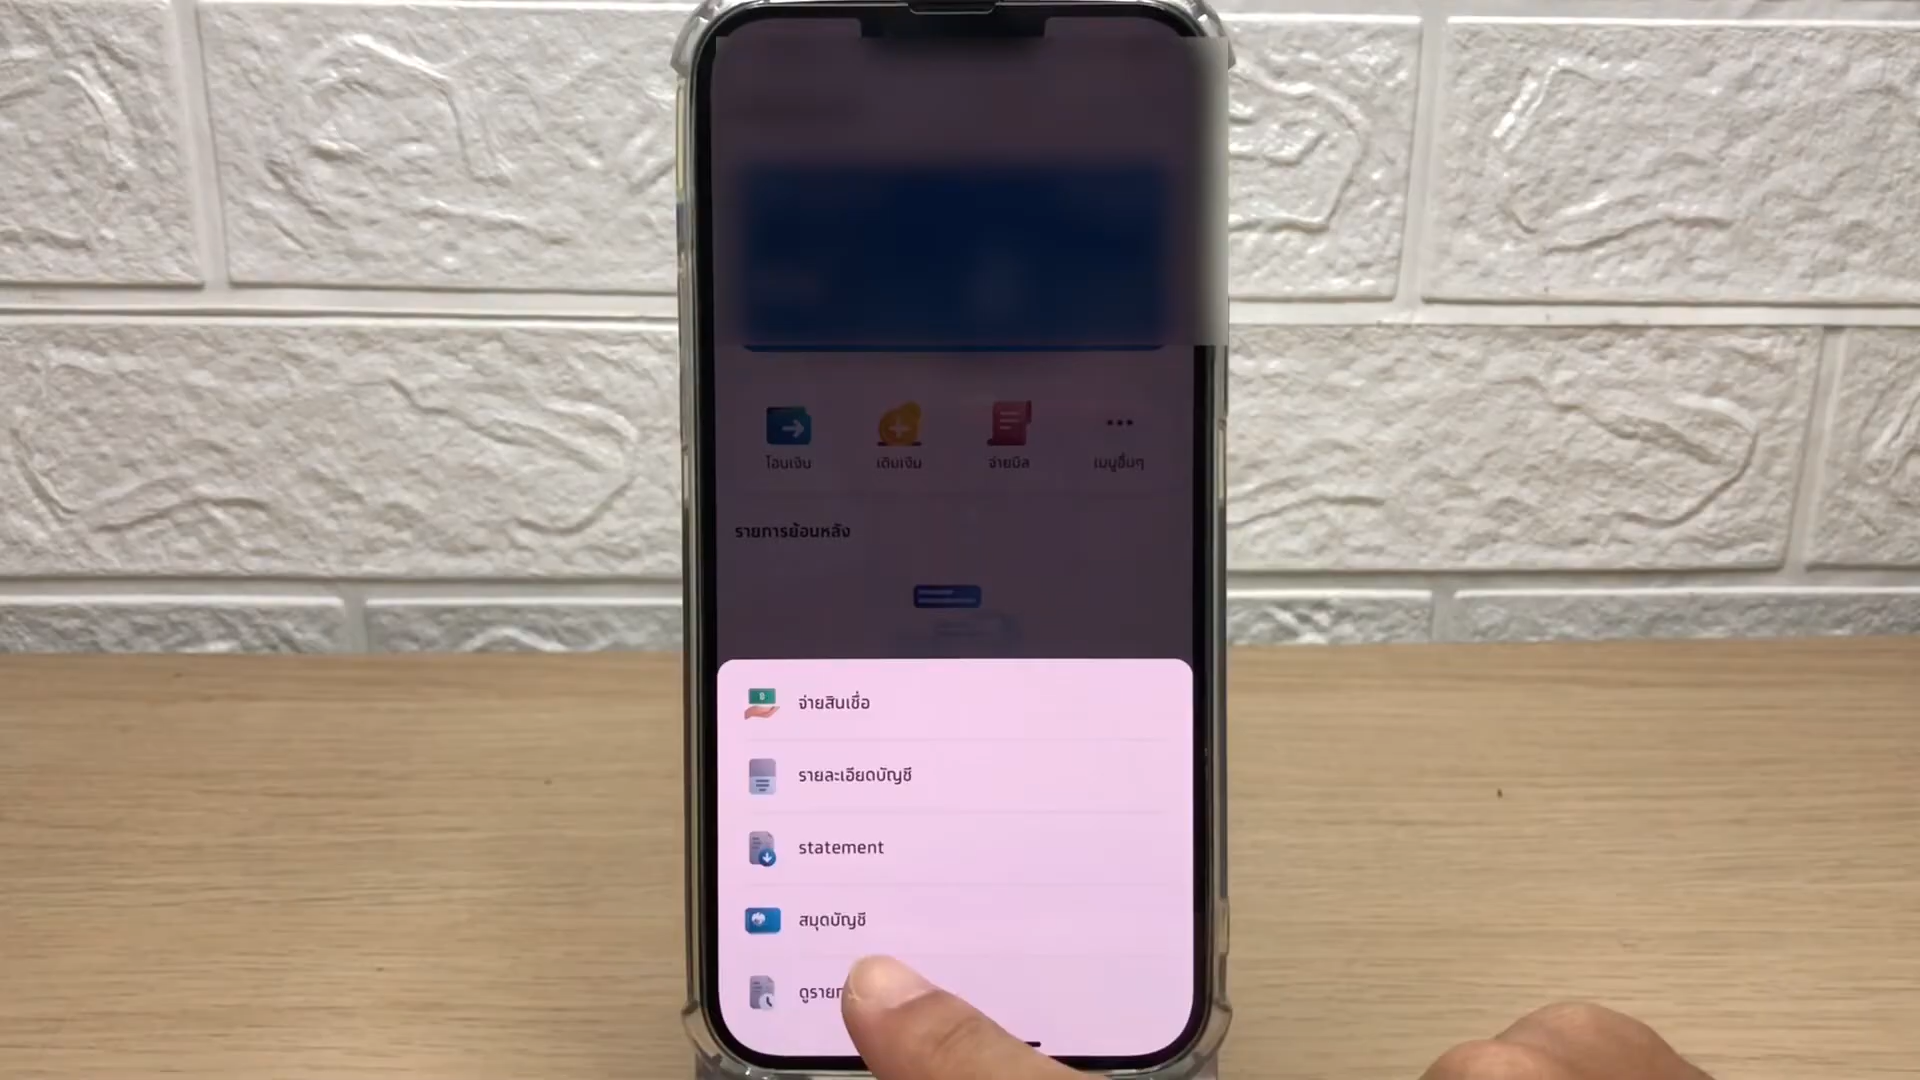 โอนเงิน
เติมเงิน
จ่ายบิล
เมนูอื่นๆ
รายการย้อนหลัง
จ่ายสินเชื่อ
รายละเอียดบัญชี
statement
สมุดบัญชี